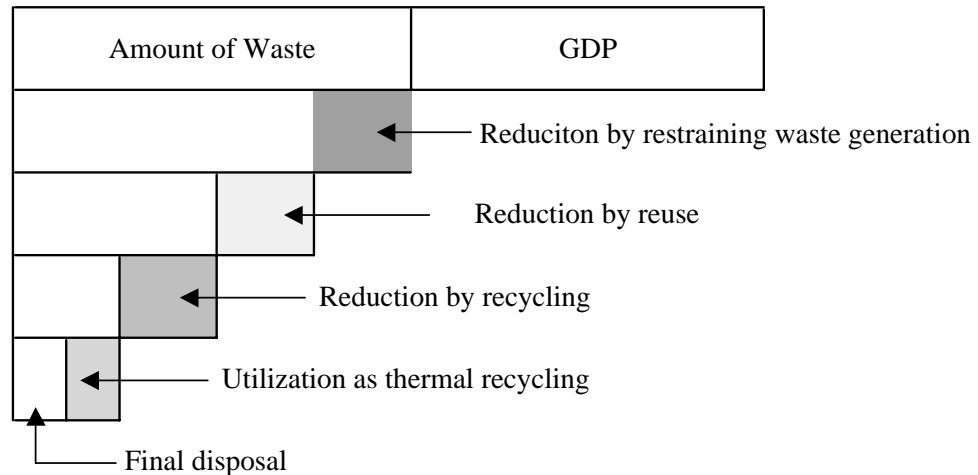 Amount of Waste
GDP
Reduciton by restraining waste generation
Reduction by reuse
Reduction by recycling
Utilization as thermal recycling
Final disposal